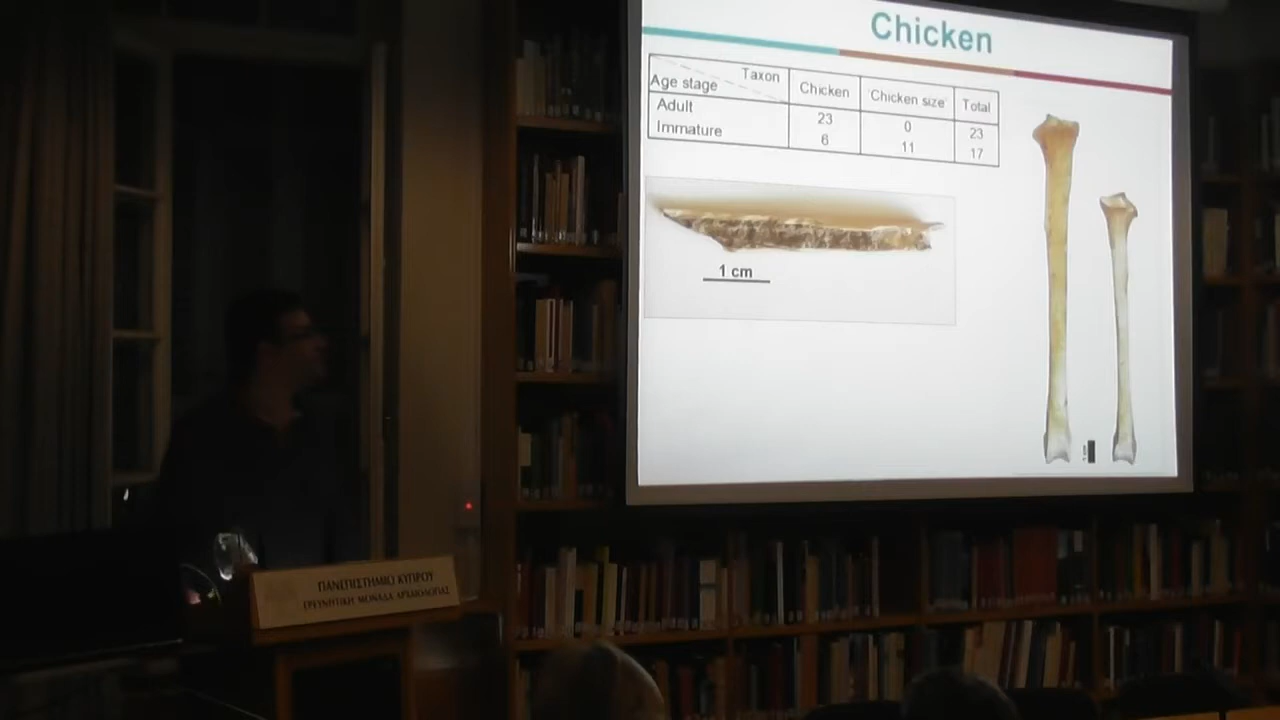 Chicken
Taxon
Age stage
Chicken
Chicken size
Total
Adult 23 0 23
Immature 6 11 17
1 cm
ΠΑΝΕΠΙΣΤΗΜΙΟ ΚΥΠΡΟΥ
ΕΡΕΥΝΗΤΙΚΗ ΜΟΝΑΔΑ ΑΡΧΑΙΟΛΟΓΙΑΣ